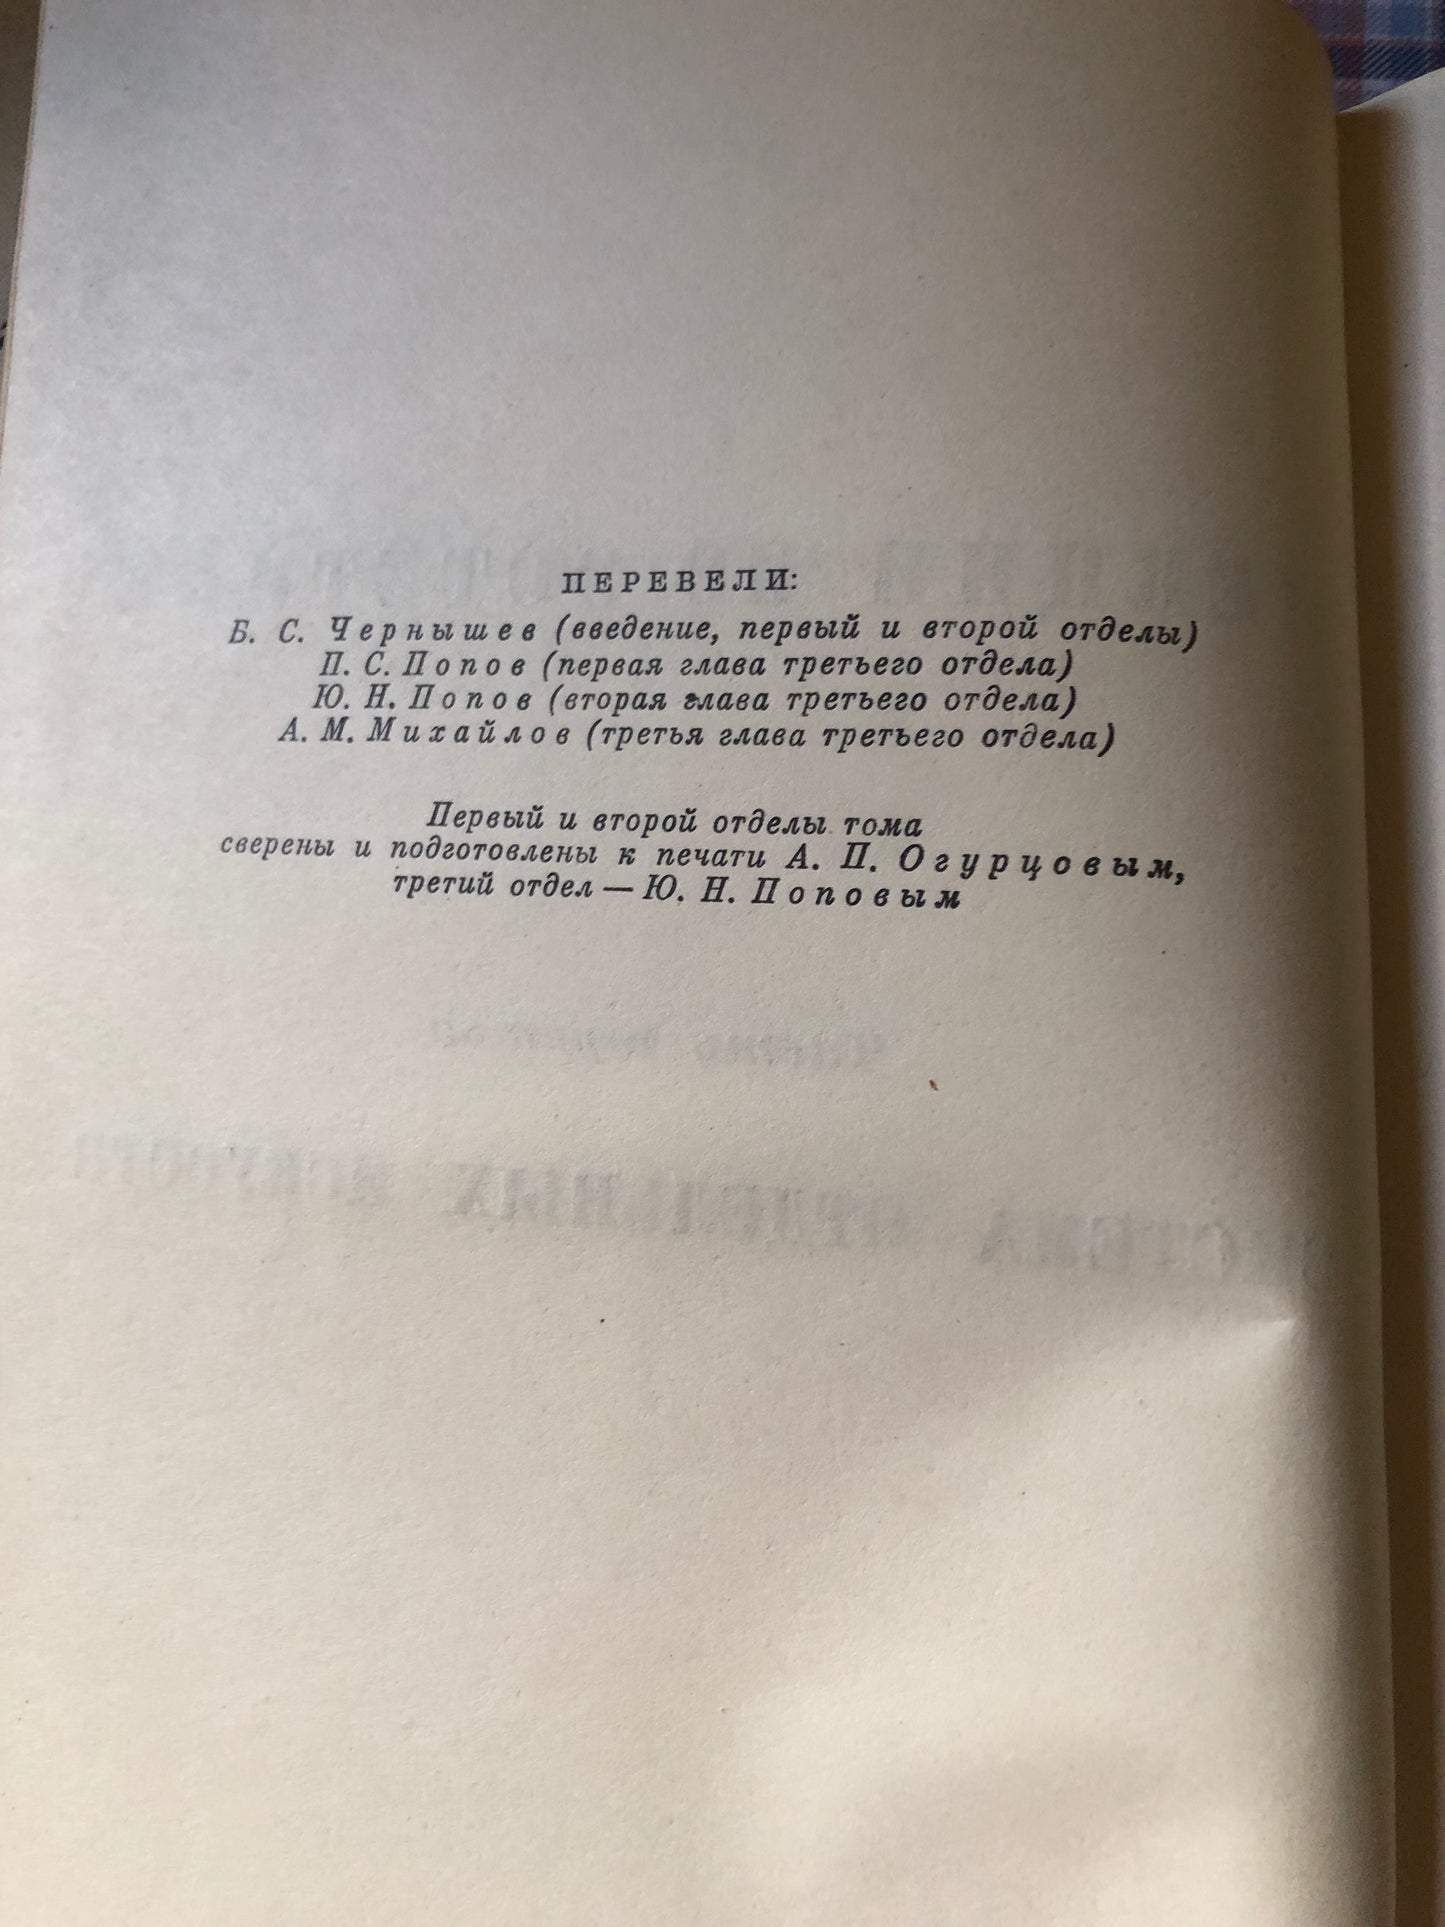 ПЕРЕВЕЛИ:
Б. С. Чернышев (введение, первый и второй отделы)
П. С. Попов (первая глава третьего отдела)
Ю. Н. Попов (вторая глава третьего отдела)
А. М. Михайлов (третья глава третьего отдела)
Первый и второй отделы тома
сверены и подготовлены к печати А. П. Огурцовым,
третий отдел — Ю. Н. Поповым